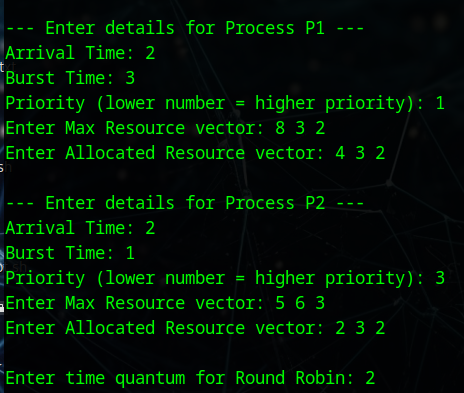 --- Enter details for Process P1 ---
Arrival Time: 2
Burst Time: 3
Priority (lower number = higher priority): 1
Enter Max Resource vector: 8 3 2
Enter Allocated Resource vector: 4 3 2
--- Enter details for Process P2 ---
Arrival Time: 2
Burst Time: 1
Priority (lower number = higher priority): 3
Enter Max Resource vector: 5 6 3
Enter Allocated Resource vector: 2 3 2
Enter time quantum for Round Robin: 2